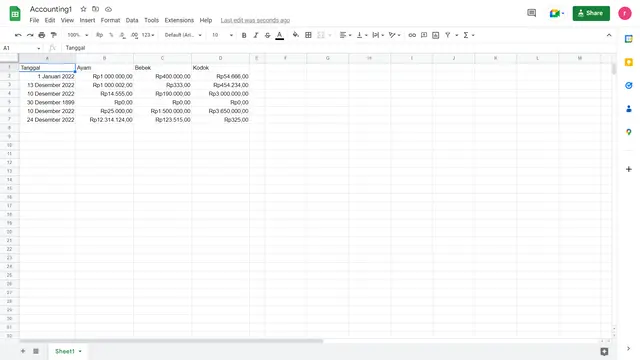 Accounting1
File Edit View Insert Format Data Tools Extensions Help Last edit was seconds ago
Share
r
100% Rp % .0 .00 123 Default (Ari... 10 B I S A
A1 fx Tanggal
A B C D E F G H I J K L M
1 Tanggal Ayam Bebek Kodok
2 1 Januari 2022 Rp1.000.000,00 Rp400.000,00 Rp54.666,00
3 13 Desember 2022 Rp1.000.002,00 Rp333,00 Rp454.234,00
4 10 Desember 2022 Rp14.555,00 Rp190.000,00 Rp3.000.000,00
5 30 Desember 1899 Rp0,00 Rp0,00 Rp0,00
6 10 Desember 2022 Rp25.000,00 Rp1.500.000,00 Rp3.650.000,00
7 24 Desember 2022 Rp12.314.124,00 Rp123.515,00 Rp325,00
8
9
10
11
12
13
14
15
16
17
18
19
20
21
22
23
24
25
26
27
28
29
30
31
32
Sheet1